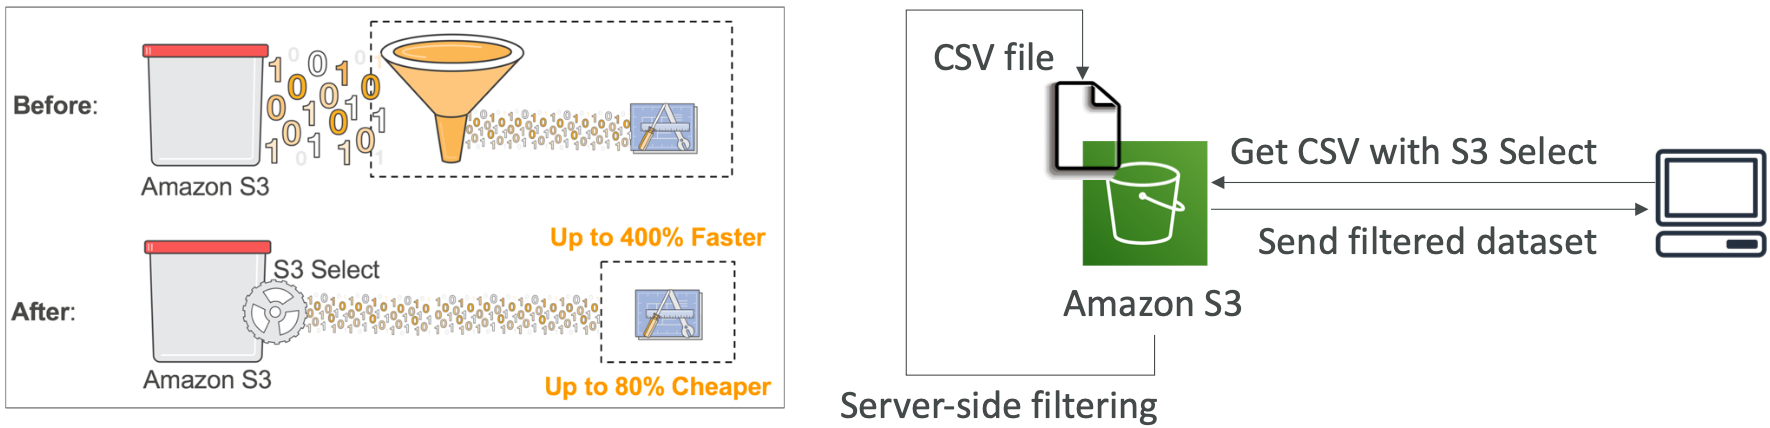 Before:
Amazon S3
Up to 400% Faster
S3 Select
After:
Amazon S3
Up to 80% Cheaper
CSV file
Get CSV with S3 Select
Send filtered dataset
Amazon S3
Server-side filtering